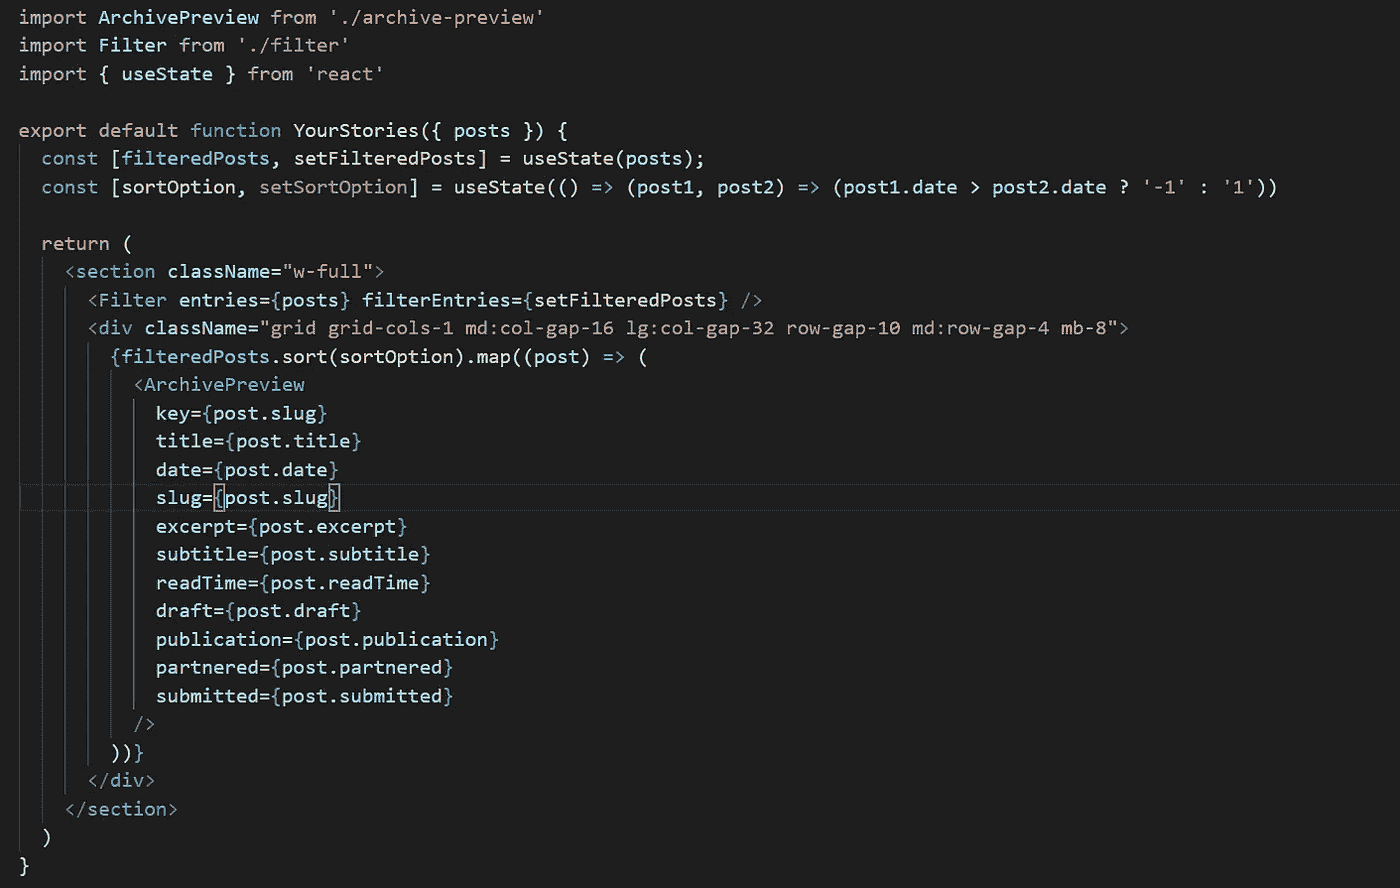 import ArchivePreview from './archive-preview'
import Filter from './filter'
import { useState } from 'react'

export default function YourStories({ posts }) {
  const [filteredPosts, setFilteredPosts] = useState(posts);
  const [sortOption, setSortOption] = useState(() => (post1, post2) => (post1.date > post2.date ? '-1' : '1'))

  return (
    <section className="w-full">
      <Filter entries={posts} filterEntries={setFilteredPosts} />
      <div className="grid grid-cols-1 md:col-gap-16 lg:col-gap-32 row-gap-10 md:row-gap-4 mb-8">
        {filteredPosts.sort(sortOption).map((post) => (
          <ArchivePreview
            key={post.slug}
            title={post.title}
            date={post.date}
            slug={post.slug}
            excerpt={post.excerpt}
            subtitle={post.subtitle}
            readTime={post.readTime}
            draft={post.draft}
            publication={post.publication}
            partnered={post.partnered}
            submitted={post.submitted}
          />
        ))}
      </div>
    </section>
  )
}